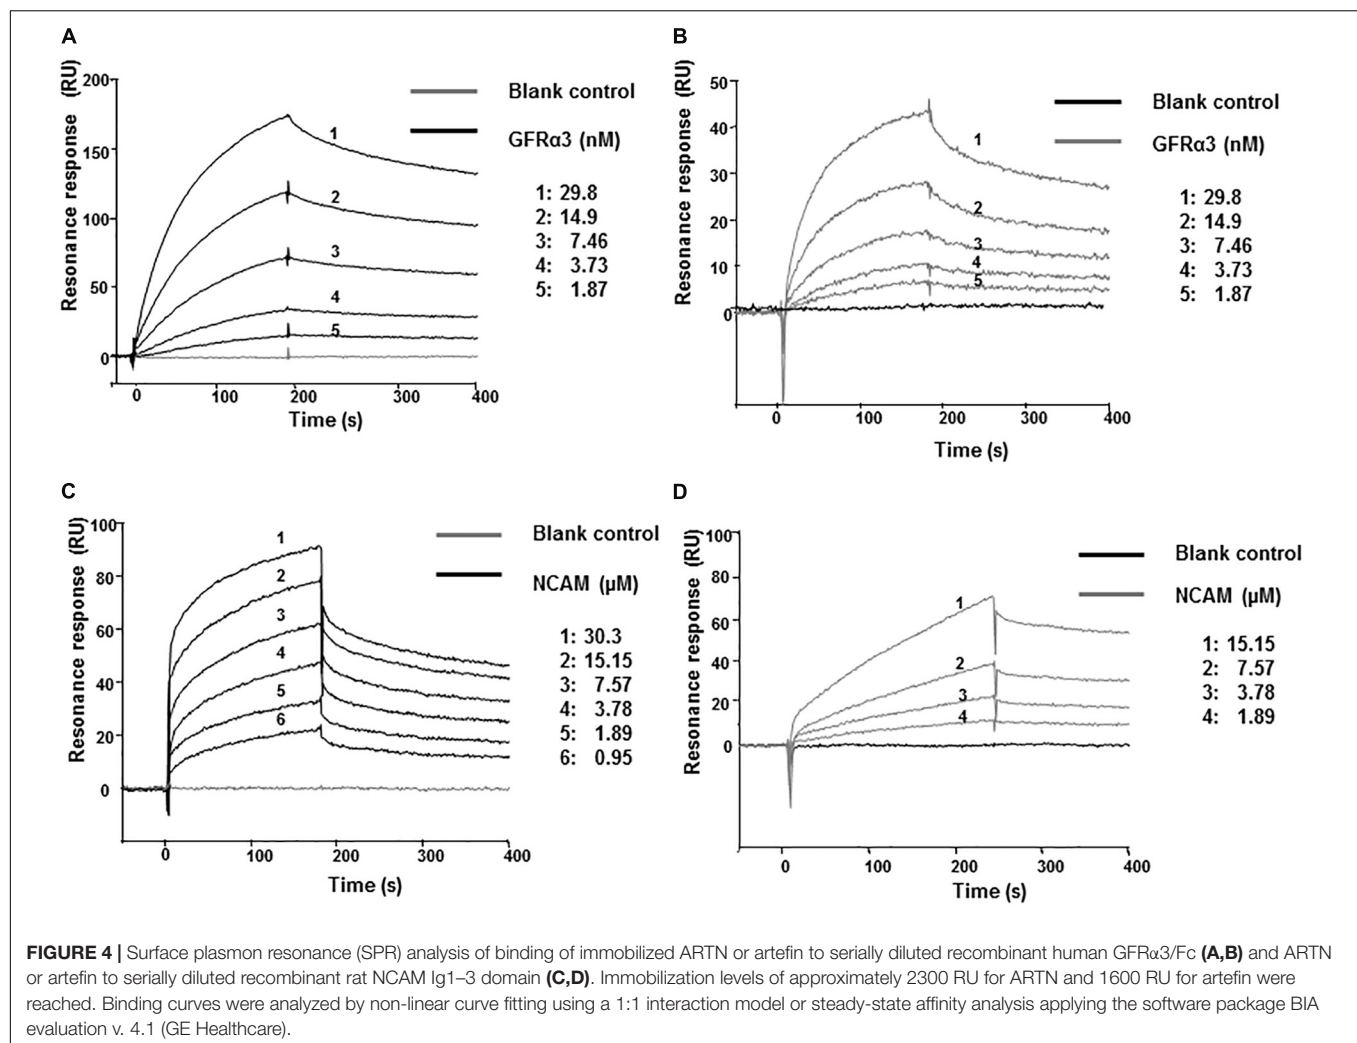 A
Resonance response (RU)
200
150
100
50
0
0 100 200 300 400
Time (s)
1
2
3
4
5
Blank control
GFRα3 (nM)
1: 29.8
2: 14.9
3: 7.46
4: 3.73
5: 1.87
B
Resonance response (RU)
50
40
30
20
10
0
0 100 200 300 400
Time (s)
1
2
3
4
5
Blank control
GFRα3 (nM)
1: 29.8
2: 14.9
3: 7.46
4: 3.73
5: 1.87
C
Resonance response (RU)
100
80
60
40
20
0
0 100 200 300 400
Time (s)
1
2
3
4
5
6
Blank control
NCAM (µM)
1: 30.3
2: 15.15
3: 7.57
4: 3.78
5: 1.89
6: 0.95
D
Resonance response (RU)
100
80
60
40
20
0
0 100 200 300 400
Time (s)
1
2
3
4
Blank control
NCAM (µM)
1: 15.15
2: 7.57
3: 3.78
4: 1.89
FIGURE 4 | Surface plasmon resonance (SPR) analysis of binding of immobilized ARTN or artefin to serially diluted recombinant human GFRα3/Fc (A,B) and ARTN
or artefin to serially diluted recombinant rat NCAM Ig1–3 domain (C,D). Immobilization levels of approximately 2300 RU for ARTN and 1600 RU for artefin were
reached. Binding curves were analyzed by non-linear curve fitting using a 1:1 interaction model or steady-state affinity analysis applying the software package BIA
evaluation v. 4.1 (GE Healthcare).